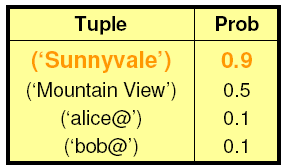 Tuple Prob
(‘Sunnyvale’) 0.9
(‘Mountain View’) 0.5
(‘alice@’) 0.1
(‘bob@’) 0.1